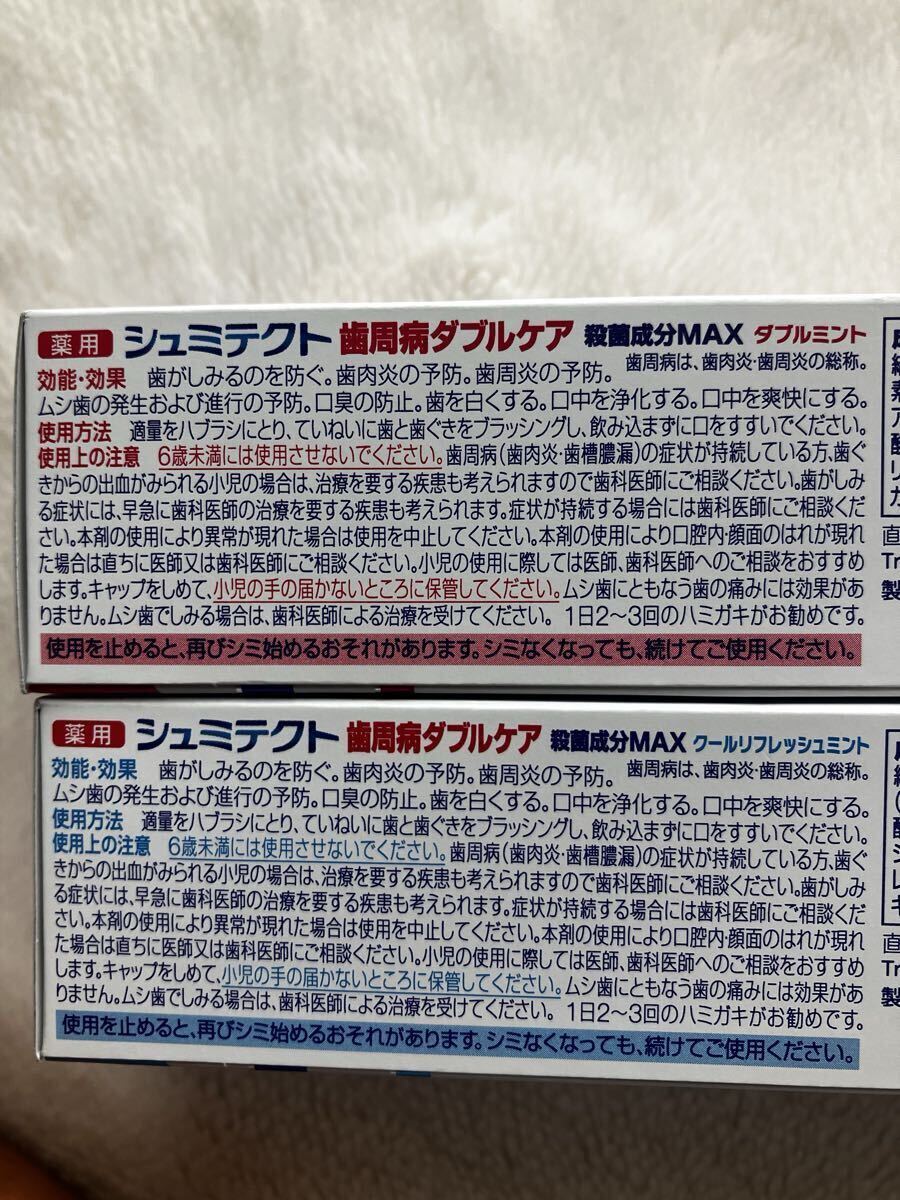 薬用 シュミテクト 歯周病ダブルケア 殺菌成分MAX ダブルミント
効能・効果 歯がしみるのを防ぐ。歯肉炎の予防。歯周炎の予防。 歯周病は、歯肉炎・歯周炎の総称。
ムシ歯の発生および進行の予防。口臭の防止。歯を白くする。口中を浄化する。口中を爽快にする。
使用方法 適量をハブラシにとり、ていねいに歯と歯ぐきをブラッシングし、飲み込まずに口をすすいでください。
使用上の注意 6歳未満には使用させないでください。歯周病(歯肉炎・歯槽膿漏)の症状が持続している方、歯ぐ
きからの出血がみられる小児の場合は、治療を要する疾患も考えられますので歯科医師にご相談ください。歯がしみ
る症状には、早急に歯科医師の治療を要する疾患も考えられます。症状が持続する場合には歯科医師にご相談くだ
さい。本剤の使用により異常が現れた場合は使用を中止してください。本剤の使用により口腔内・顔面のはれが現れ
た場合は直ちに医師又は歯科医師にご相談ください。小児の使用に際しては医師、歯科医師へのご相談をおすすめ
します。キャップをしめて、小児の手の届かないところに保管してください。ムシ歯にともなう歯の痛みには効果があ
りません。ムシ歯でしみる場合は、歯科医師による治療を受けてください。 1日2〜3回のハミガキがお勧めです。
使用を止めると、再びシミ始めるおそれがあります。シミなくなっても、続けてご使用ください。
直
Tr
製
薬用 シュミテクト 歯周病ダブルケア 殺菌成分MAX クールリフレッシュミント
効能・効果 歯がしみるのを防ぐ。歯肉炎の予防。歯周炎の予防。 歯周病は、歯肉炎・歯周炎の総称。
ムシ歯の発生および進行の予防。口臭の防止。歯を白くする。口中を浄化する。口中を爽快にする。
使用方法 適量をハブラシにとり、ていねいに歯と歯ぐきをブラッシングし、飲み込まずに口をすすいでください。
使用上の注意 6歳未満には使用させないでください。歯周病(歯肉炎・歯槽膿漏)の症状が持続している方、歯ぐ
きからの出血がみられる小児の場合は、治療を要する疾患も考えられますので歯科医師にご相談ください。歯がしみ
る症状には、早急に歯科医師の治療を要する疾患も考えられます。症状が持続する場合には歯科医師にご相談くだ
さい。本剤の使用により異常が現れた場合は使用を中止してください。本剤の使用により口腔内・顔面のはれが現れ
た場合は直ちに医師又は歯科医師にご相談ください。小児の使用に際しては医師、歯科医師へのご相談をおすすめ
します。キャップをしめて、小児の手の届かないところに保管してください。ムシ歯にともなう歯の痛みには効果があ
りません。ムシ歯でしみる場合は、歯科医師による治療を受けてください。 1日2〜3回のハミガキがお勧めです。
使用を止めると、再びシミ始めるおそれがあります。シミなくなっても、続けてご使用ください。
直
Tr
製